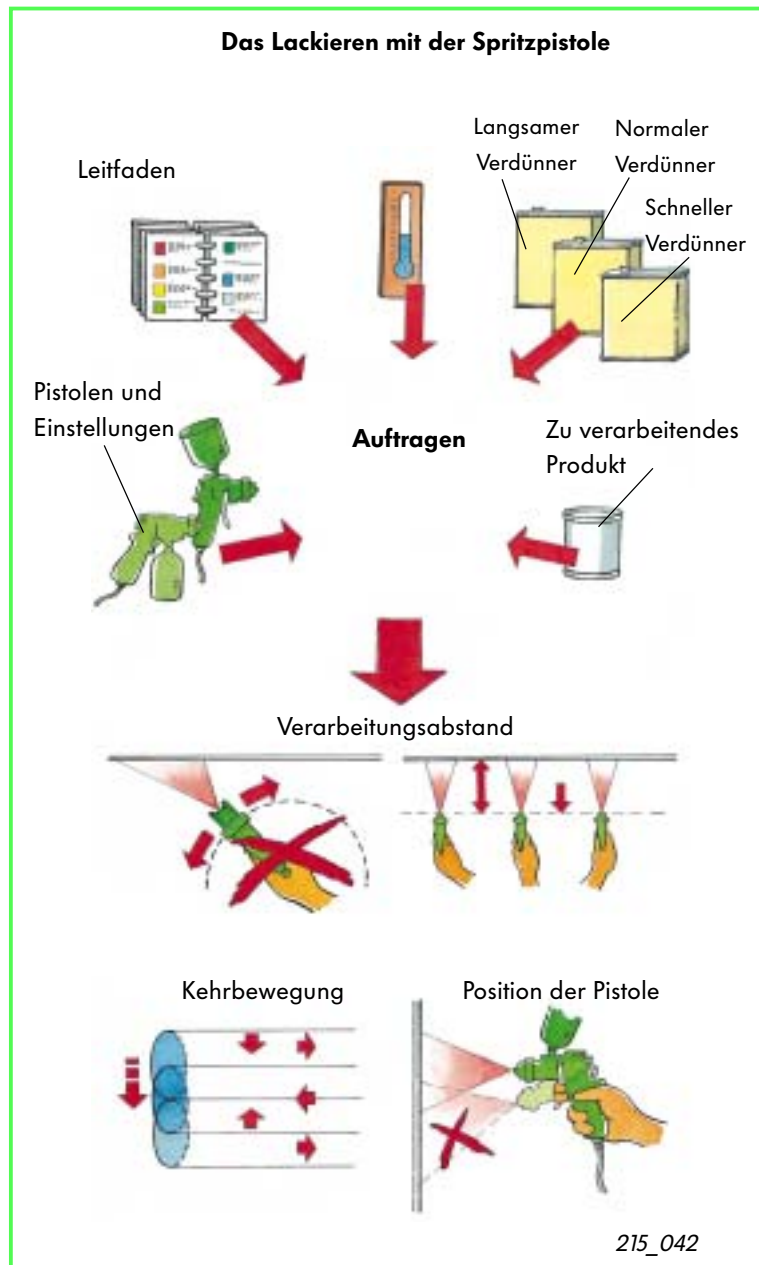 Das Lackieren mit der Spritzpistole
Leitfaden
Langsamer
Verdünner
Normaler
Verdünner
Schneller
Verdünner
Pistolen und
Einstellungen
Auftragen
Zu verarbeitendes
Produkt
Verarbeitungsabstand
Kehrbewegung
Position der Pistole
215_042